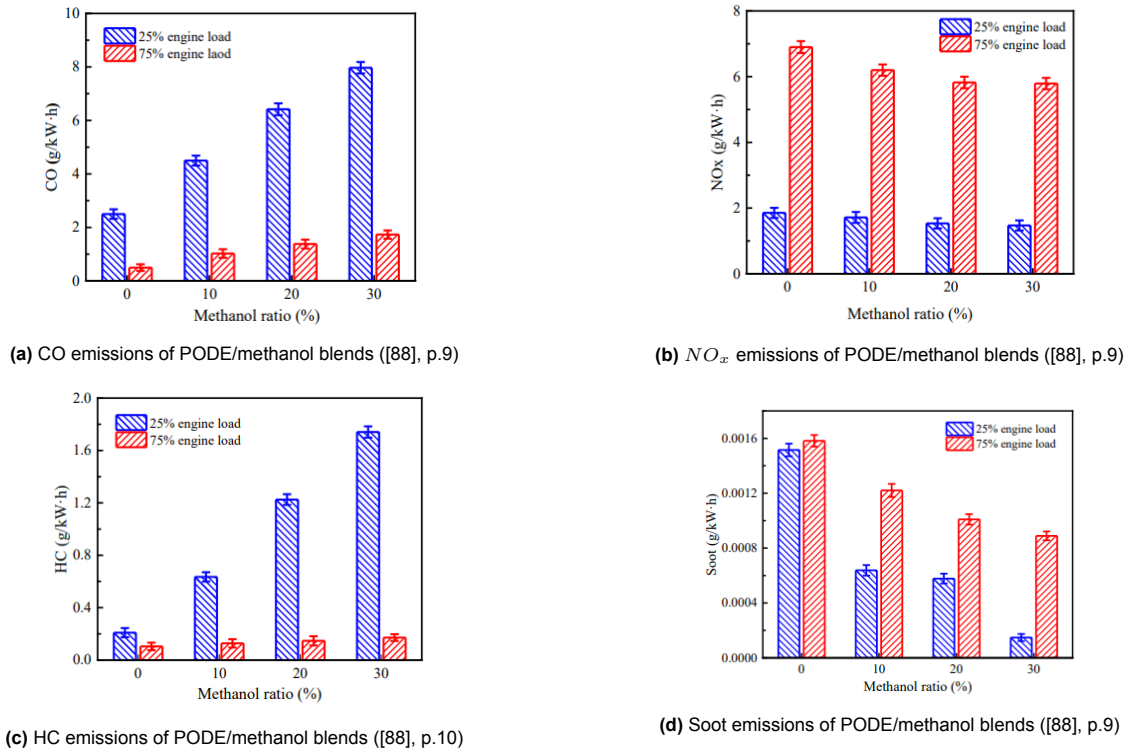 10
25% engine load
75% engine laod
8
6
4
2
0
CO (g/kW·h)
0 10 20 30
Methanol ratio (%)
(a) CO emissions of PODE/methanol blends ([88], p.9)
8
25% engine load
75% engine load
6
4
2
0
NOx (g/kW·h)
0 10 20 30
Methanol ratio (%)
(b) NOx emissions of PODE/methanol blends ([88], p.9)
2.0
25% engine load
75% engine load
1.6
1.2
0.8
0.4
0.0
HC (g/kW·h)
0 10 20 30
Methanol ratio (%)
(c) HC emissions of PODE/methanol blends ([88], p.10)
25% engine load
75% engine load
0.0016
0.0012
0.0008
0.0004
0.0000
Soot (g/kW·h)
0 10 20 30
Methanol ratio (%)
(d) Soot emissions of PODE/methanol blends ([88], p.9)